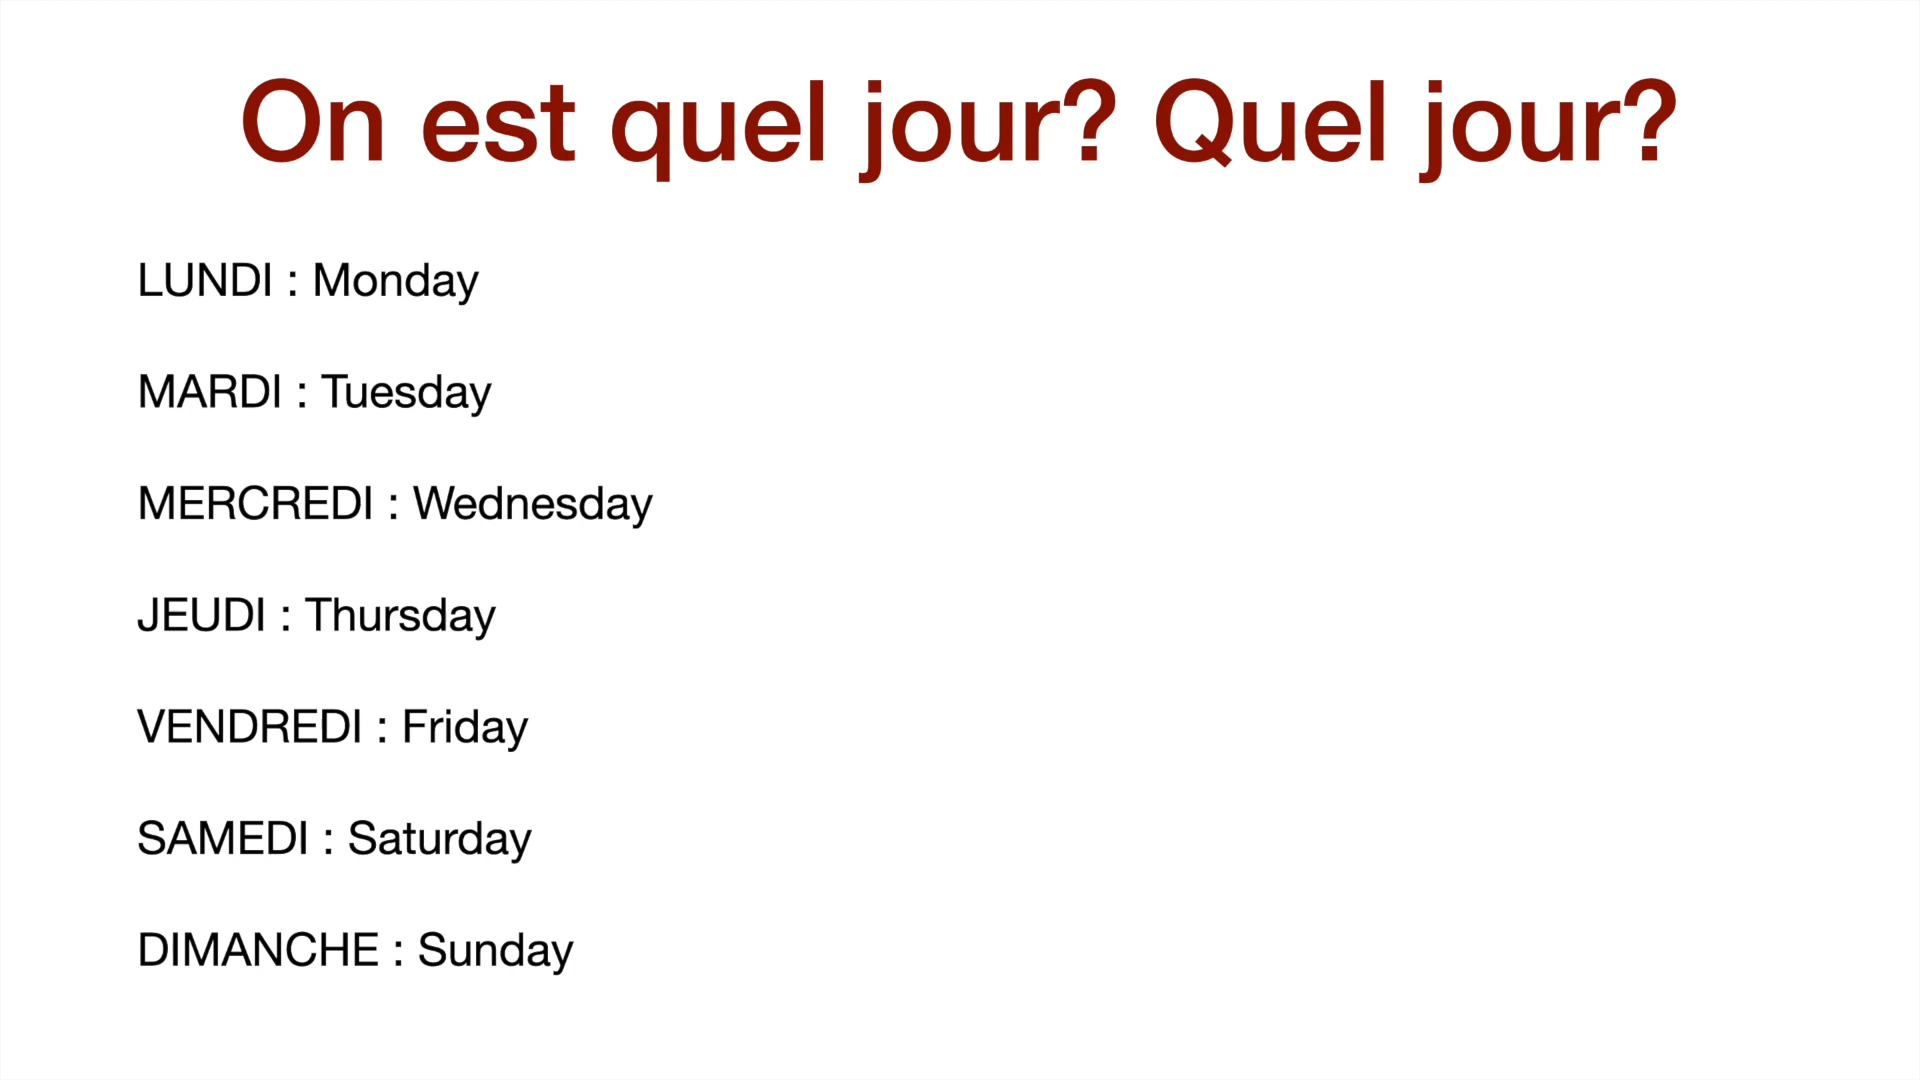 On est quel jour? Quel jour?
LUNDI : Monday
MARDI : Tuesday
MERCREDI : Wednesday
JEUDI : Thursday
VENDREDI : Friday
SAMEDI : Saturday
DIMANCHE : Sunday